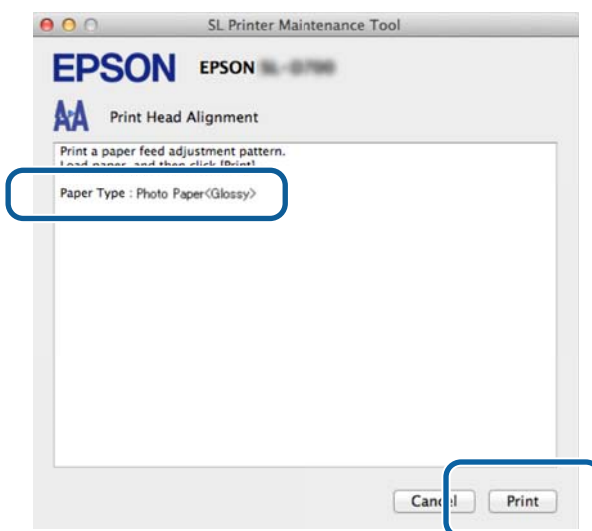 SL Printer Maintenance Tool
EPSON EPSON
Print Head Alignment
Print a paper feed adjustment pattern.
Load paper, and then click [Print]
Paper Type : Photo Paper<Glossy>
Cancel Print